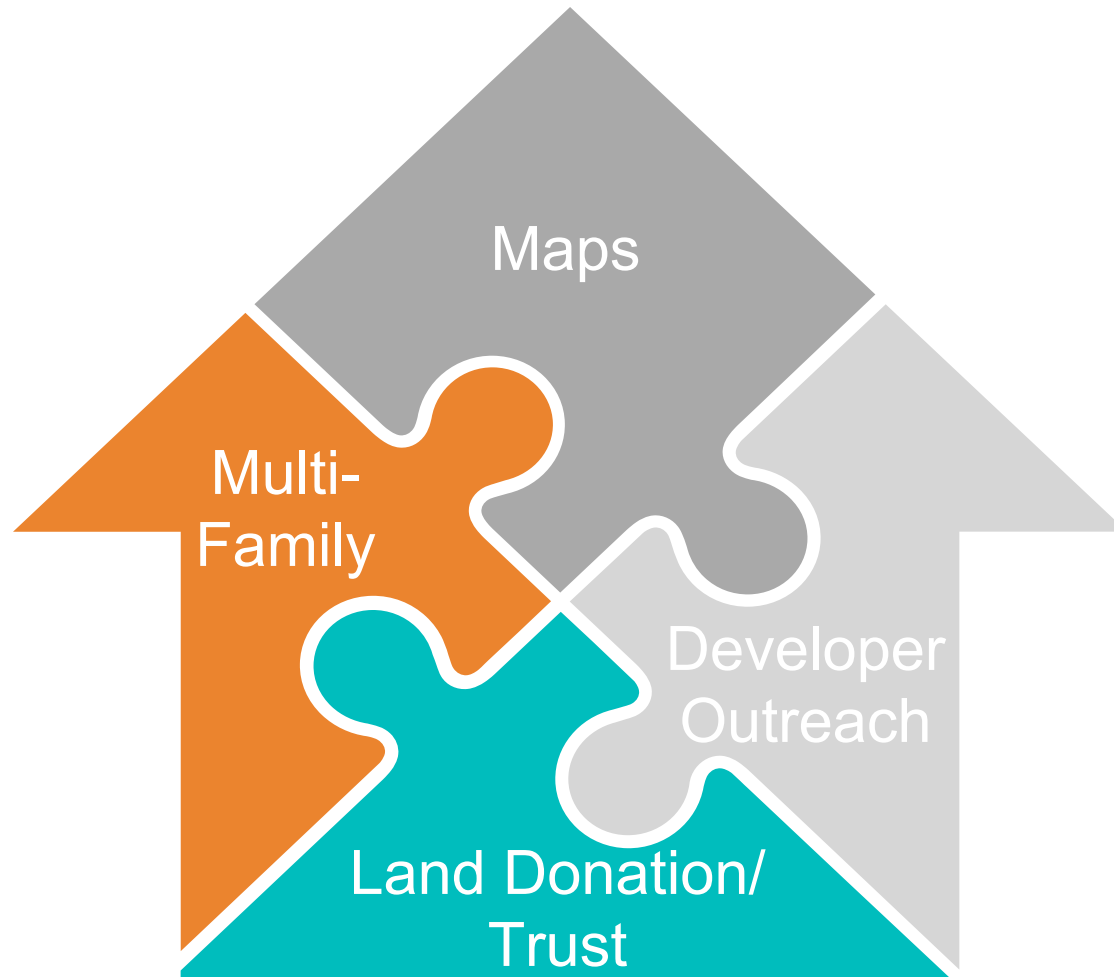 Maps
Multi-
Family
Developer
Outreach
Land Donation/
Trust